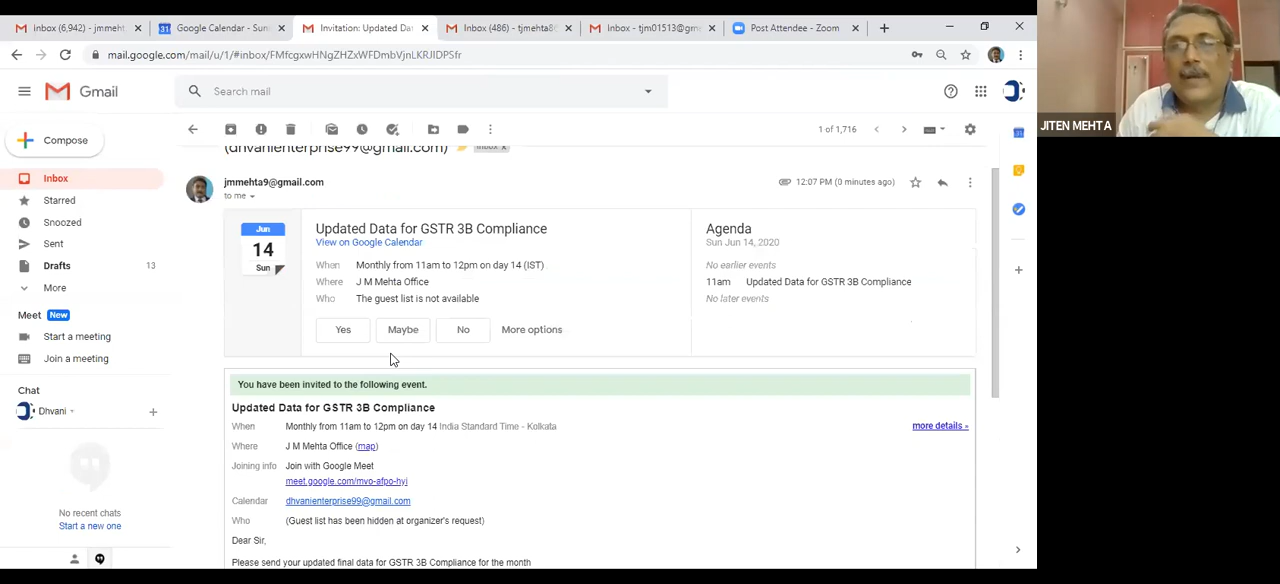 Inbox (6,942) - jmmehta
Google Calendar - Sun
Invitation: Updated Da
Inbox (486) - tjmehta8
Inbox - tjm01513@gm
Post Attendee - Zoom
mail.google.com/mail/u/1/#inbox/FMfcgxwHNgZHZxWFDmbVjnLKRJIDPSfr
Gmail
Search mail
Compose
1 of 1,716
(dhvanienterprise99@gmail.com)
Inbox x
JITEN MEHTA
Inbox
Starred
Snoozed
Sent
Drafts 13
More
Meet New
Start a meeting
Join a meeting
Chat
Dhvani
No recent chats
Start a new one
jmmehta9@gmail.com
to me
12:07 PM (0 minutes ago)
Jun
14
Sun
Updated Data for GSTR 3B Compliance
View on Google Calendar
When Monthly from 11am to 12pm on day 14 (IST)
Where J M Mehta Office
Who The guest list is not available
Yes Maybe No More options
Agenda
Sun Jun 14, 2020
No earlier events
11am Updated Data for GSTR 3B Compliance
No later events
You have been invited to the following event.
Updated Data for GSTR 3B Compliance
When Monthly from 11am to 12pm on day 14 India Standard Time - Kolkata
more details »
Where J M Mehta Office (map)
Joining info Join with Google Meet
meet.google.com/mvo-afpo-hyi
Calendar dhvanienterprise99@gmail.com
Who (Guest list has been hidden at organizer's request)
Dear Sir,
Please send your updated final data for GSTR 3B Compliance for the month